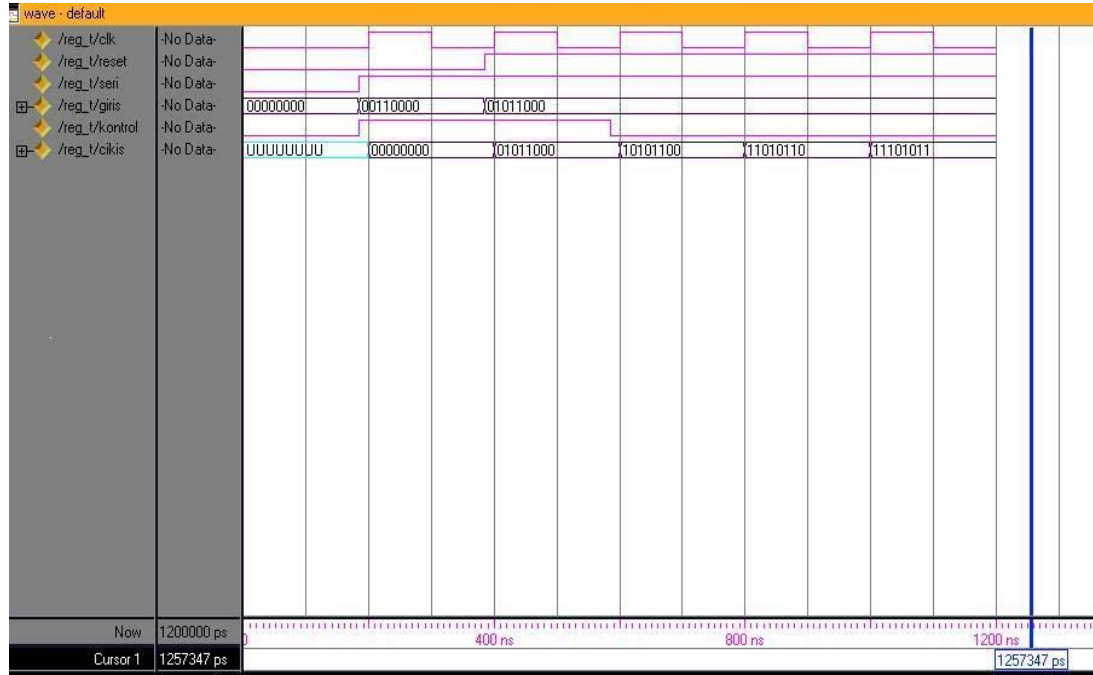 wave - default
/reg_t/clk -No Data-
/reg_t/reset -No Data-
/reg_t/seri -No Data-
/reg_t/giris -No Data- 00000000 00110000 01011000
/reg_t/kontrol -No Data-
/reg_t/cikis -No Data- UUUUUUUU 00000000 01011000 10101100 11010110 11101011
Now 1200000 ps 0 400 ns 800 ns 1200 ns
Cursor 1 1257347 ps 1257347 ps